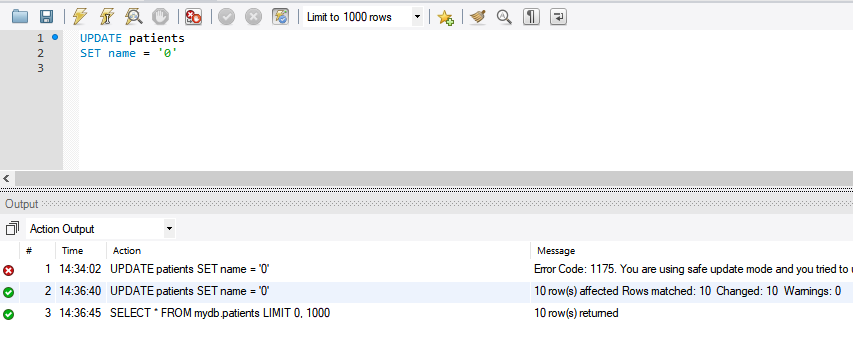 Limit to 1000 rows
1 UPDATE patients
2 SET name = '0'
3
Output
Action Output
# Time Action Message
1 14:34:02 UPDATE patients SET name = '0' Error Code: 1175. You are using safe update mode and you tried to
2 14:36:40 UPDATE patients SET name = '0' 10 row(s) affected Rows matched: 10 Changed: 10 Warnings: 0
3 14:36:45 SELECT * FROM mydb.patients LIMIT 0, 1000 10 row(s) returned